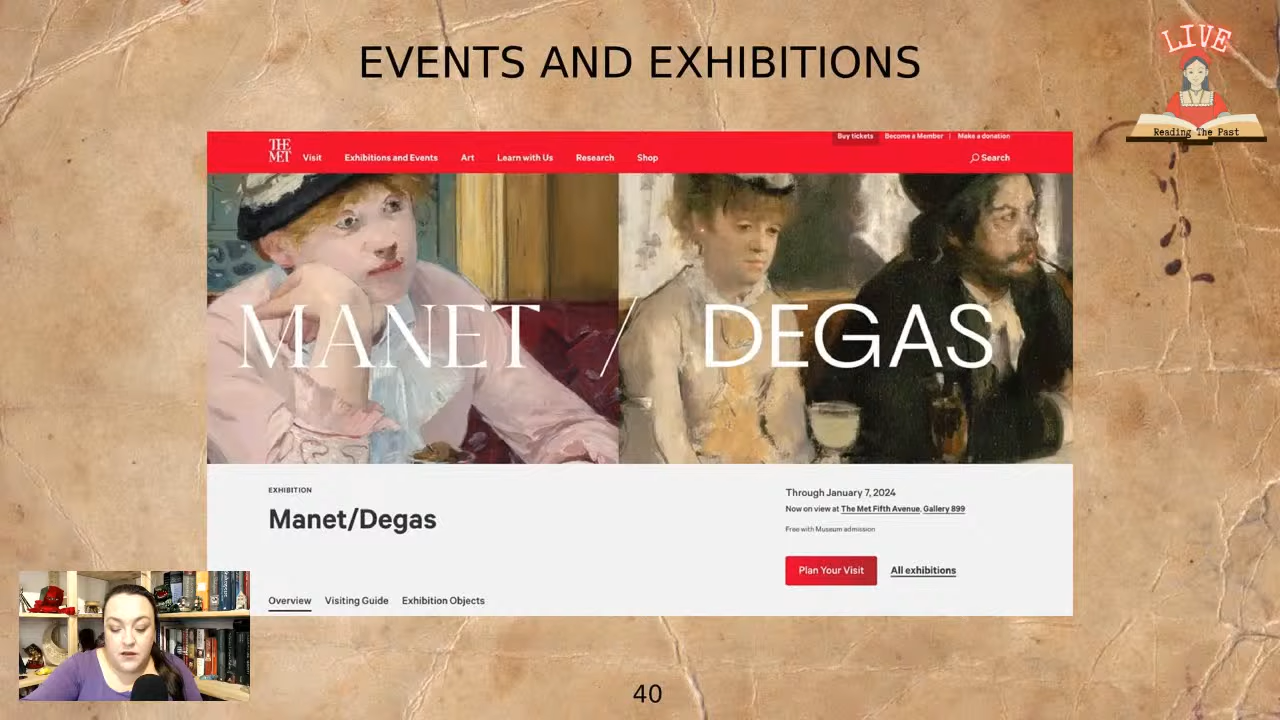 EVENTS AND EXHIBITIONS
LIVE
Reading The Past
THE
MET
Buy tickets Become a Member | Make a donation
Visit Exhibitions and Events Art Learn with Us Research Shop Search
MANET / DEGAS
EXHIBITION
Manet/Degas
Through January 7, 2024
Now on view at The Met Fifth Avenue, Gallery 899
Free with Museum admission
Plan Your Visit All exhibitions
Overview Visiting Guide Exhibition Objects
40